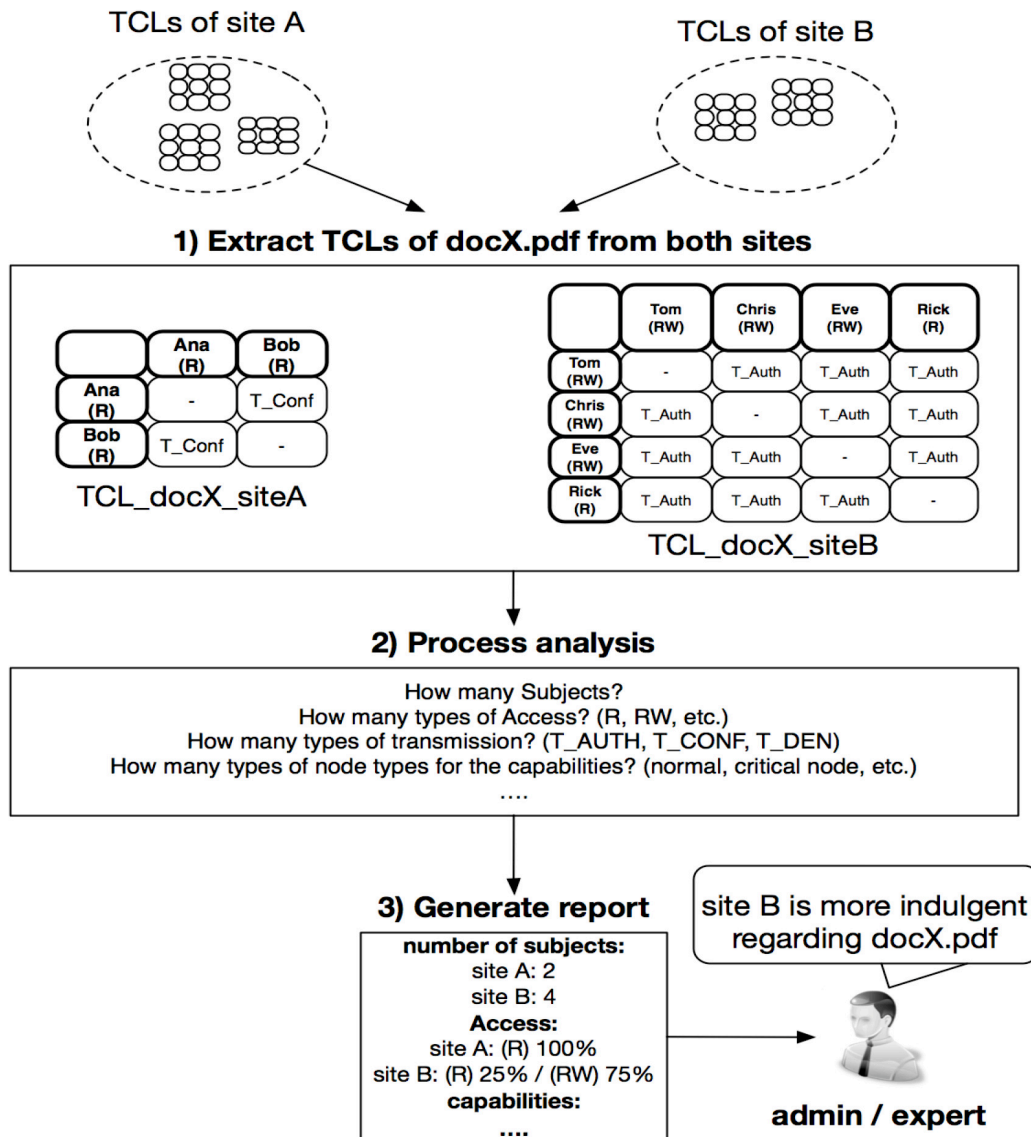 TCLs of site A
TCLs of site B
1) Extract TCLs of docX.pdf from both sites
Ana (R) Bob (R)
Ana (R) - T_Conf
Bob (R) T_Conf -
TCL_docX_siteA
Tom (RW) Chris (RW) Eve (RW) Rick (R)
Tom (RW) - T_Auth T_Auth T_Auth
Chris (RW) T_Auth - T_Auth T_Auth
Eve (RW) T_Auth T_Auth - T_Auth
Rick (R) T_Auth T_Auth T_Auth -
TCL_docX_siteB
2) Process analysis
How many Subjects?
How many types of Access? (R, RW, etc.)
How many types of transmission? (T_AUTH, T_CONF, T_DEN)
How many types of node types for the capabilities? (normal, critical node, etc.)
....
3) Generate report
number of subjects:
site A: 2
site B: 4
Access:
site A: (R) 100%
site B: (R) 25% / (RW) 75%
capabilities:
....
site B is more indulgent
regarding docX.pdf
admin / expert